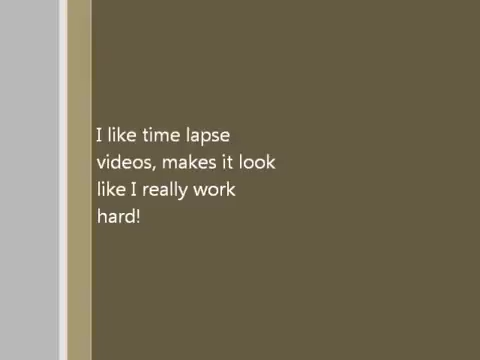 I like time lapse
videos, makes it look
like I really work
hard!